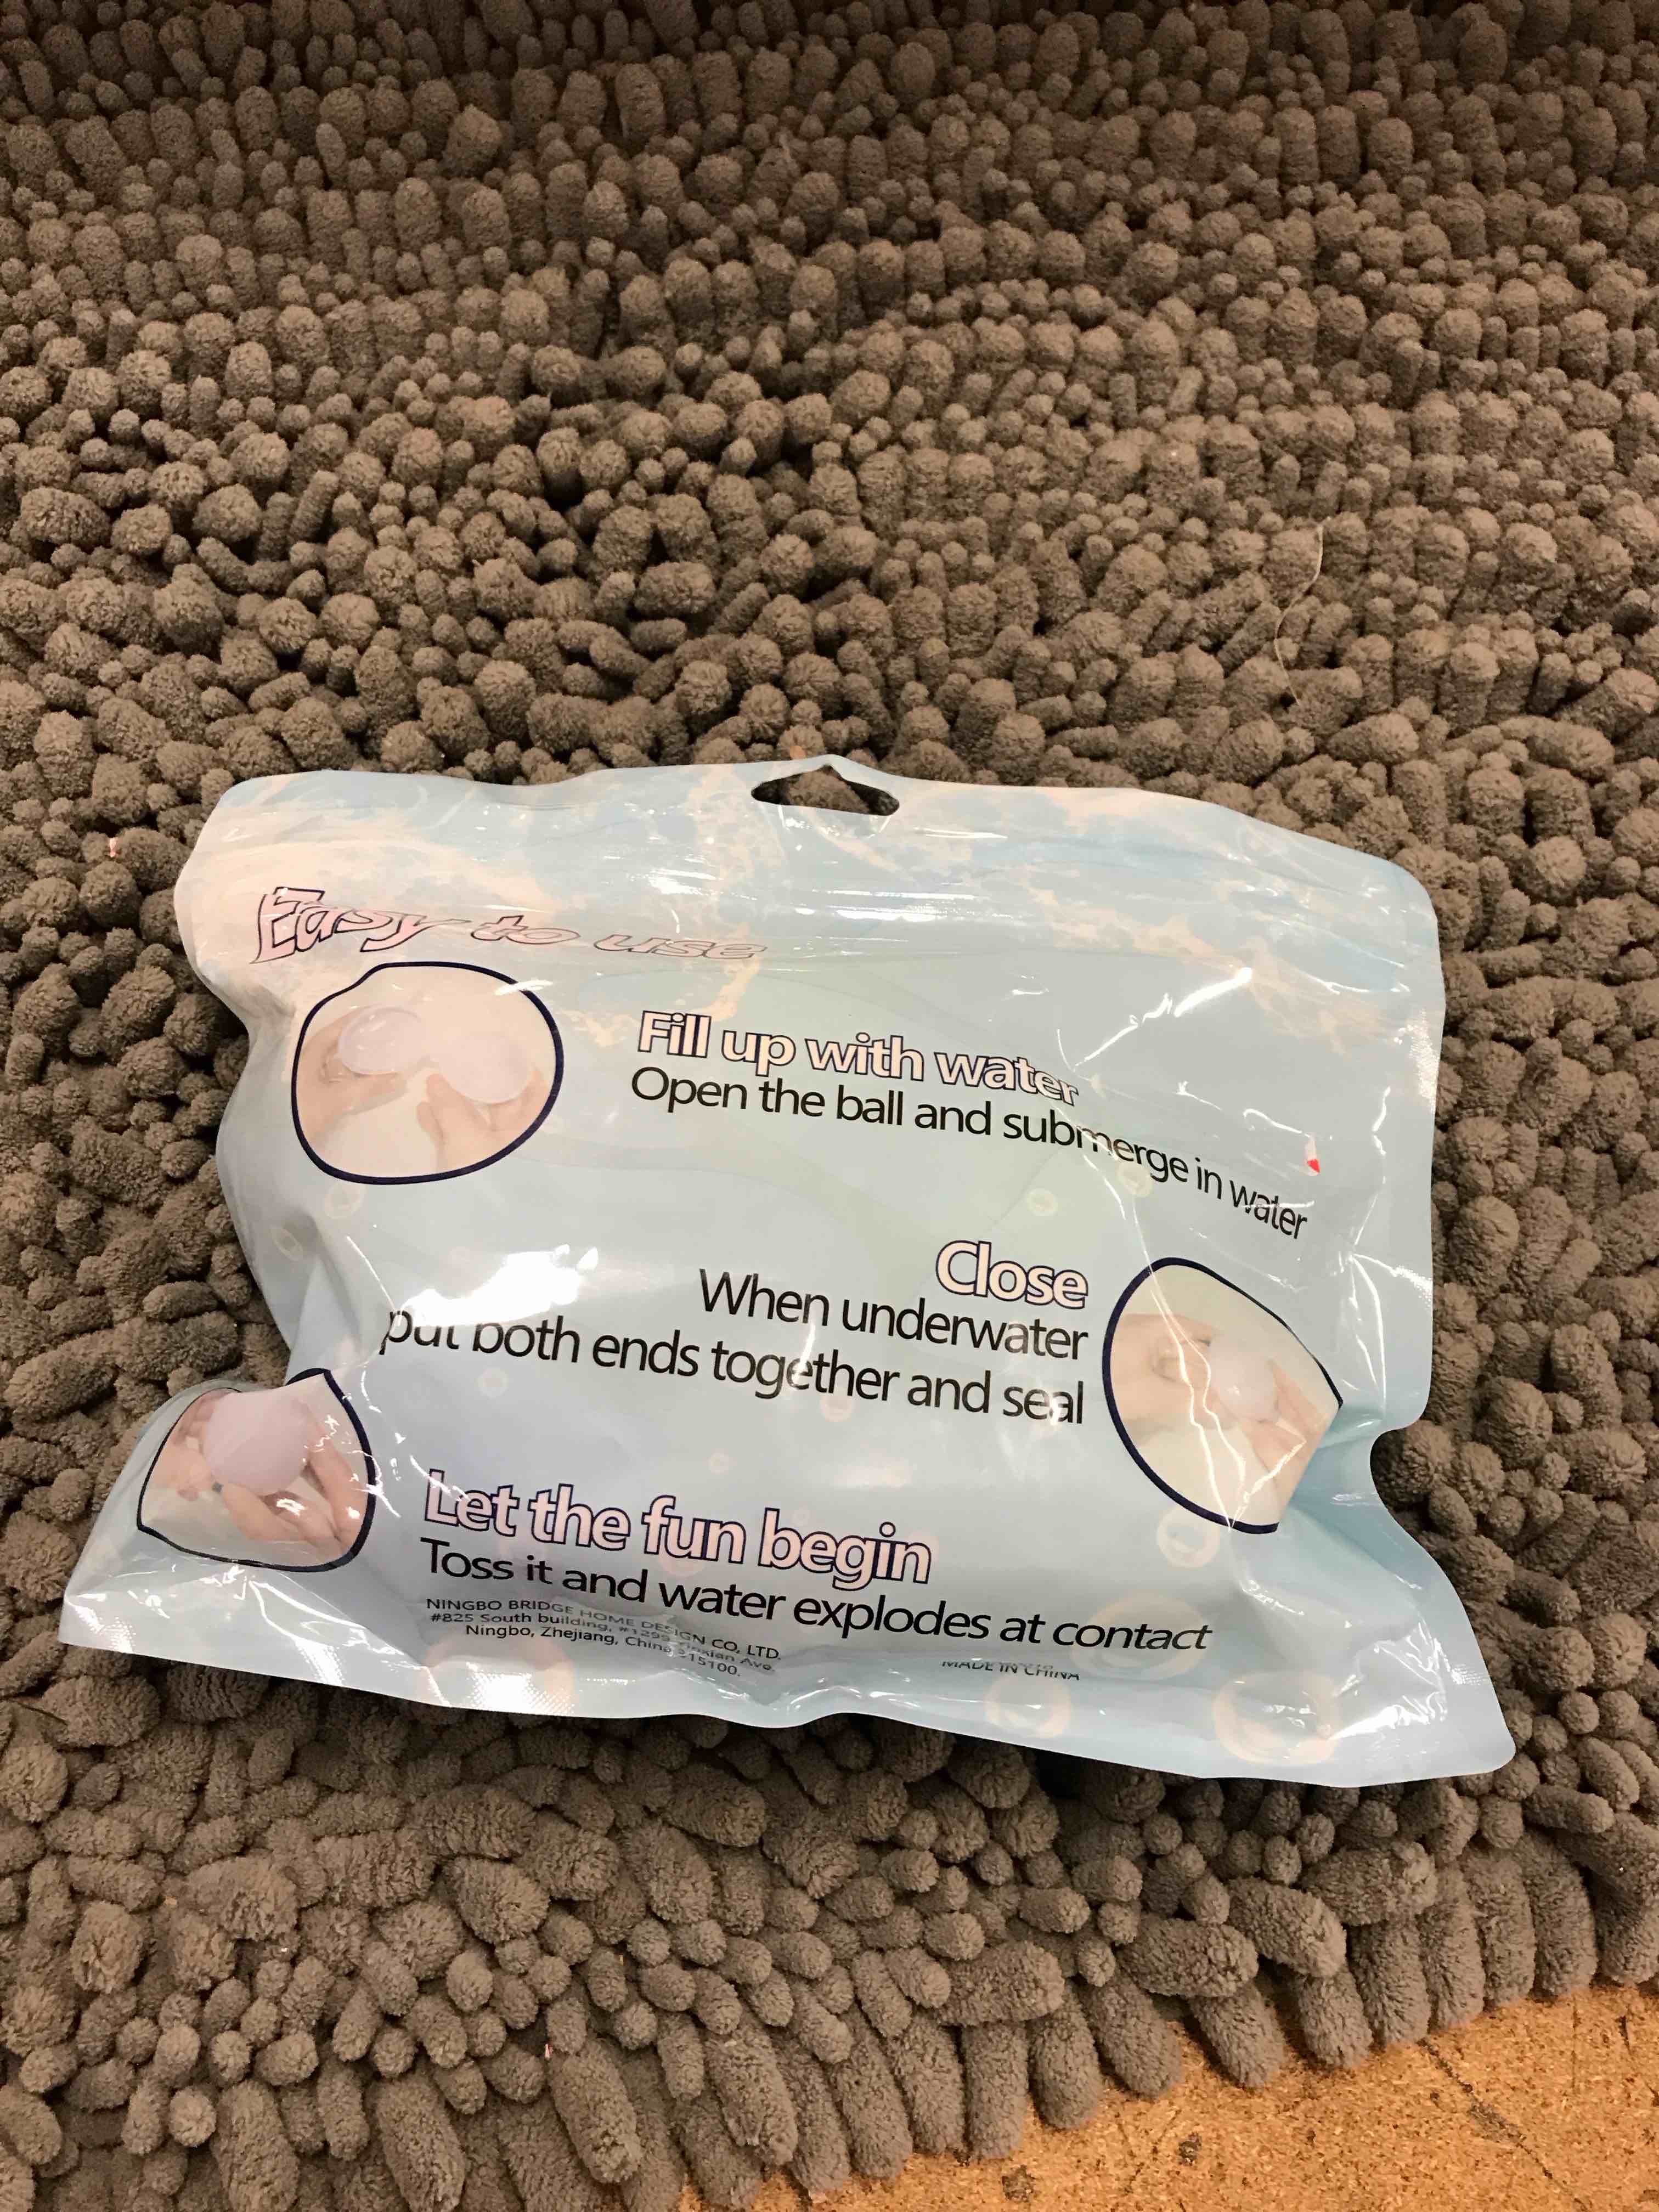 Easy to use
Fill up with water
Open the ball and submerge in water
Close
When underwater
put both ends together and seal
Let the fun begin
Toss it and water explodes at contact
NINGBO BRIDGE HOME DESIGN CO, LTD.
#825 South building, Ave.
Ningbo, Zhejiang, China
MADE IN CHINA